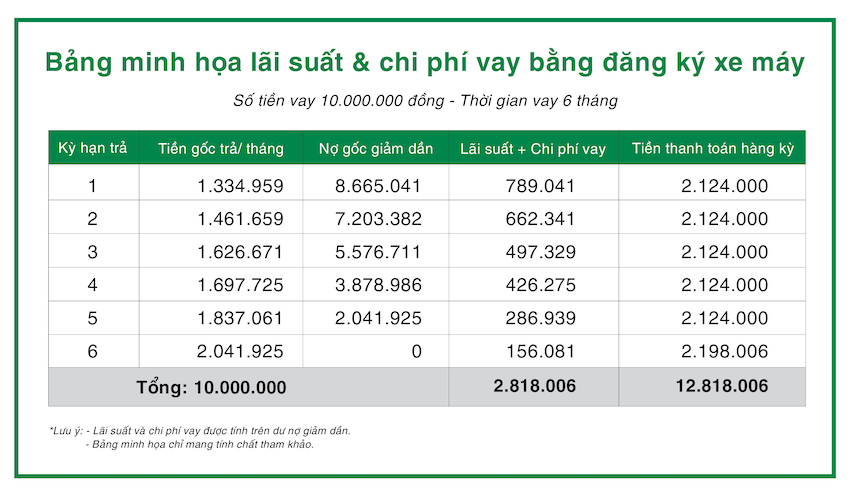 Bảng minh họa lãi suất & chi phí vay bằng đăng ký xe máy
Số tiền vay 10.000.000 đồng - Thời gian vay 6 tháng
Kỳ hạn trả Tiền gốc trả/ tháng Nợ gốc giảm dần Lãi suất + Chi phí vay Tiền thanh toán hàng kỳ
1 1.334.959 8.665.041 789.041 2.124.000
2 1.461.659 7.203.382 662.341 2.124.000
3 1.626.671 5.576.711 497.329 2.124.000
4 1.697.725 3.878.986 426.275 2.124.000
5 1.837.061 2.041.925 286.939 2.124.000
6 2.041.925 0 156.081 2.198.006
Tổng: 10.000.000 2.818.006 12.818.006
*Lưu ý: - Lãi suất và chi phí vay được tính trên dư nợ giảm dần.
- Bảng minh họa chỉ mang tính chất tham khảo.